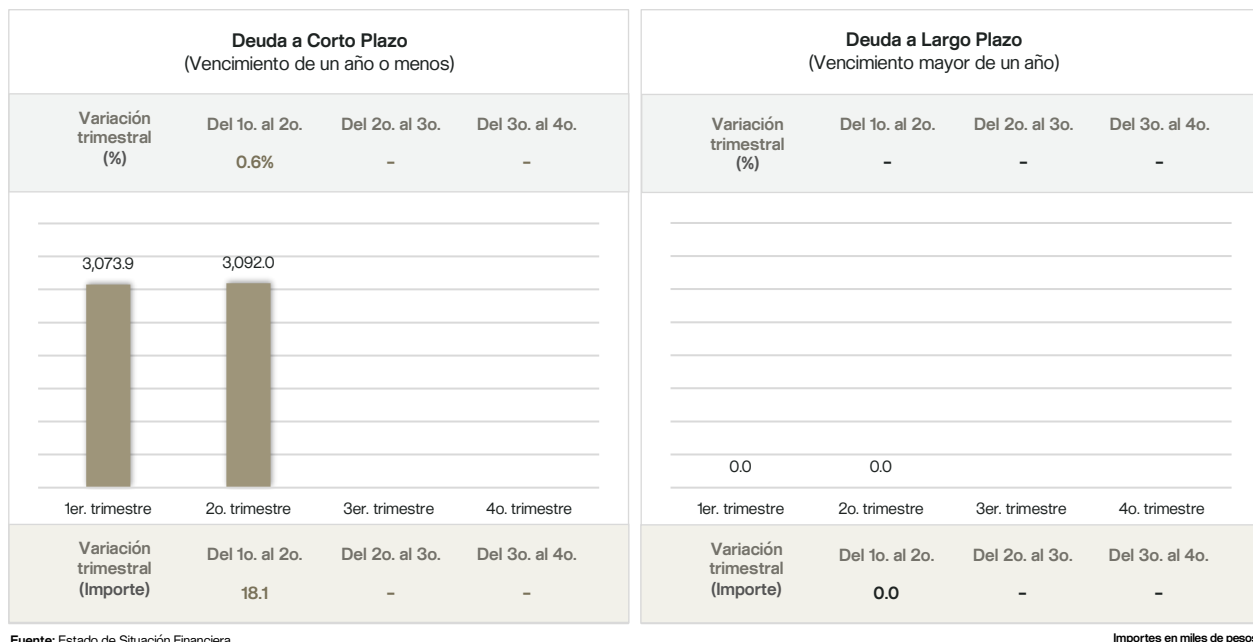 Deuda a Corto Plazo
(Vencimiento de un año o menos)
Variación
trimestral
(%)
Del 1o. al 2o. Del 2o. al 3o. Del 3o. al 4o.
0.6% – –
3,073.9 3,092.0
1er. trimestre 2o. trimestre 3er. trimestre 4o. trimestre
Variación
trimestral
(Importe)
Del 1o. al 2o. Del 2o. al 3o. Del 3o. al 4o.
18.1 – –
Deuda a Largo Plazo
(Vencimiento mayor de un año)
Variación
trimestral
(%)
Del 1o. al 2o. Del 2o. al 3o. Del 3o. al 4o.
– – –
0.0 0.0
1er. trimestre 2o. trimestre 3er. trimestre 4o. trimestre
Variación
trimestral
(Importe)
Del 1o. al 2o. Del 2o. al 3o. Del 3o. al 4o.
0.0 – –
Fuente: Estado de Situación Financiera
Importes en miles de pesos